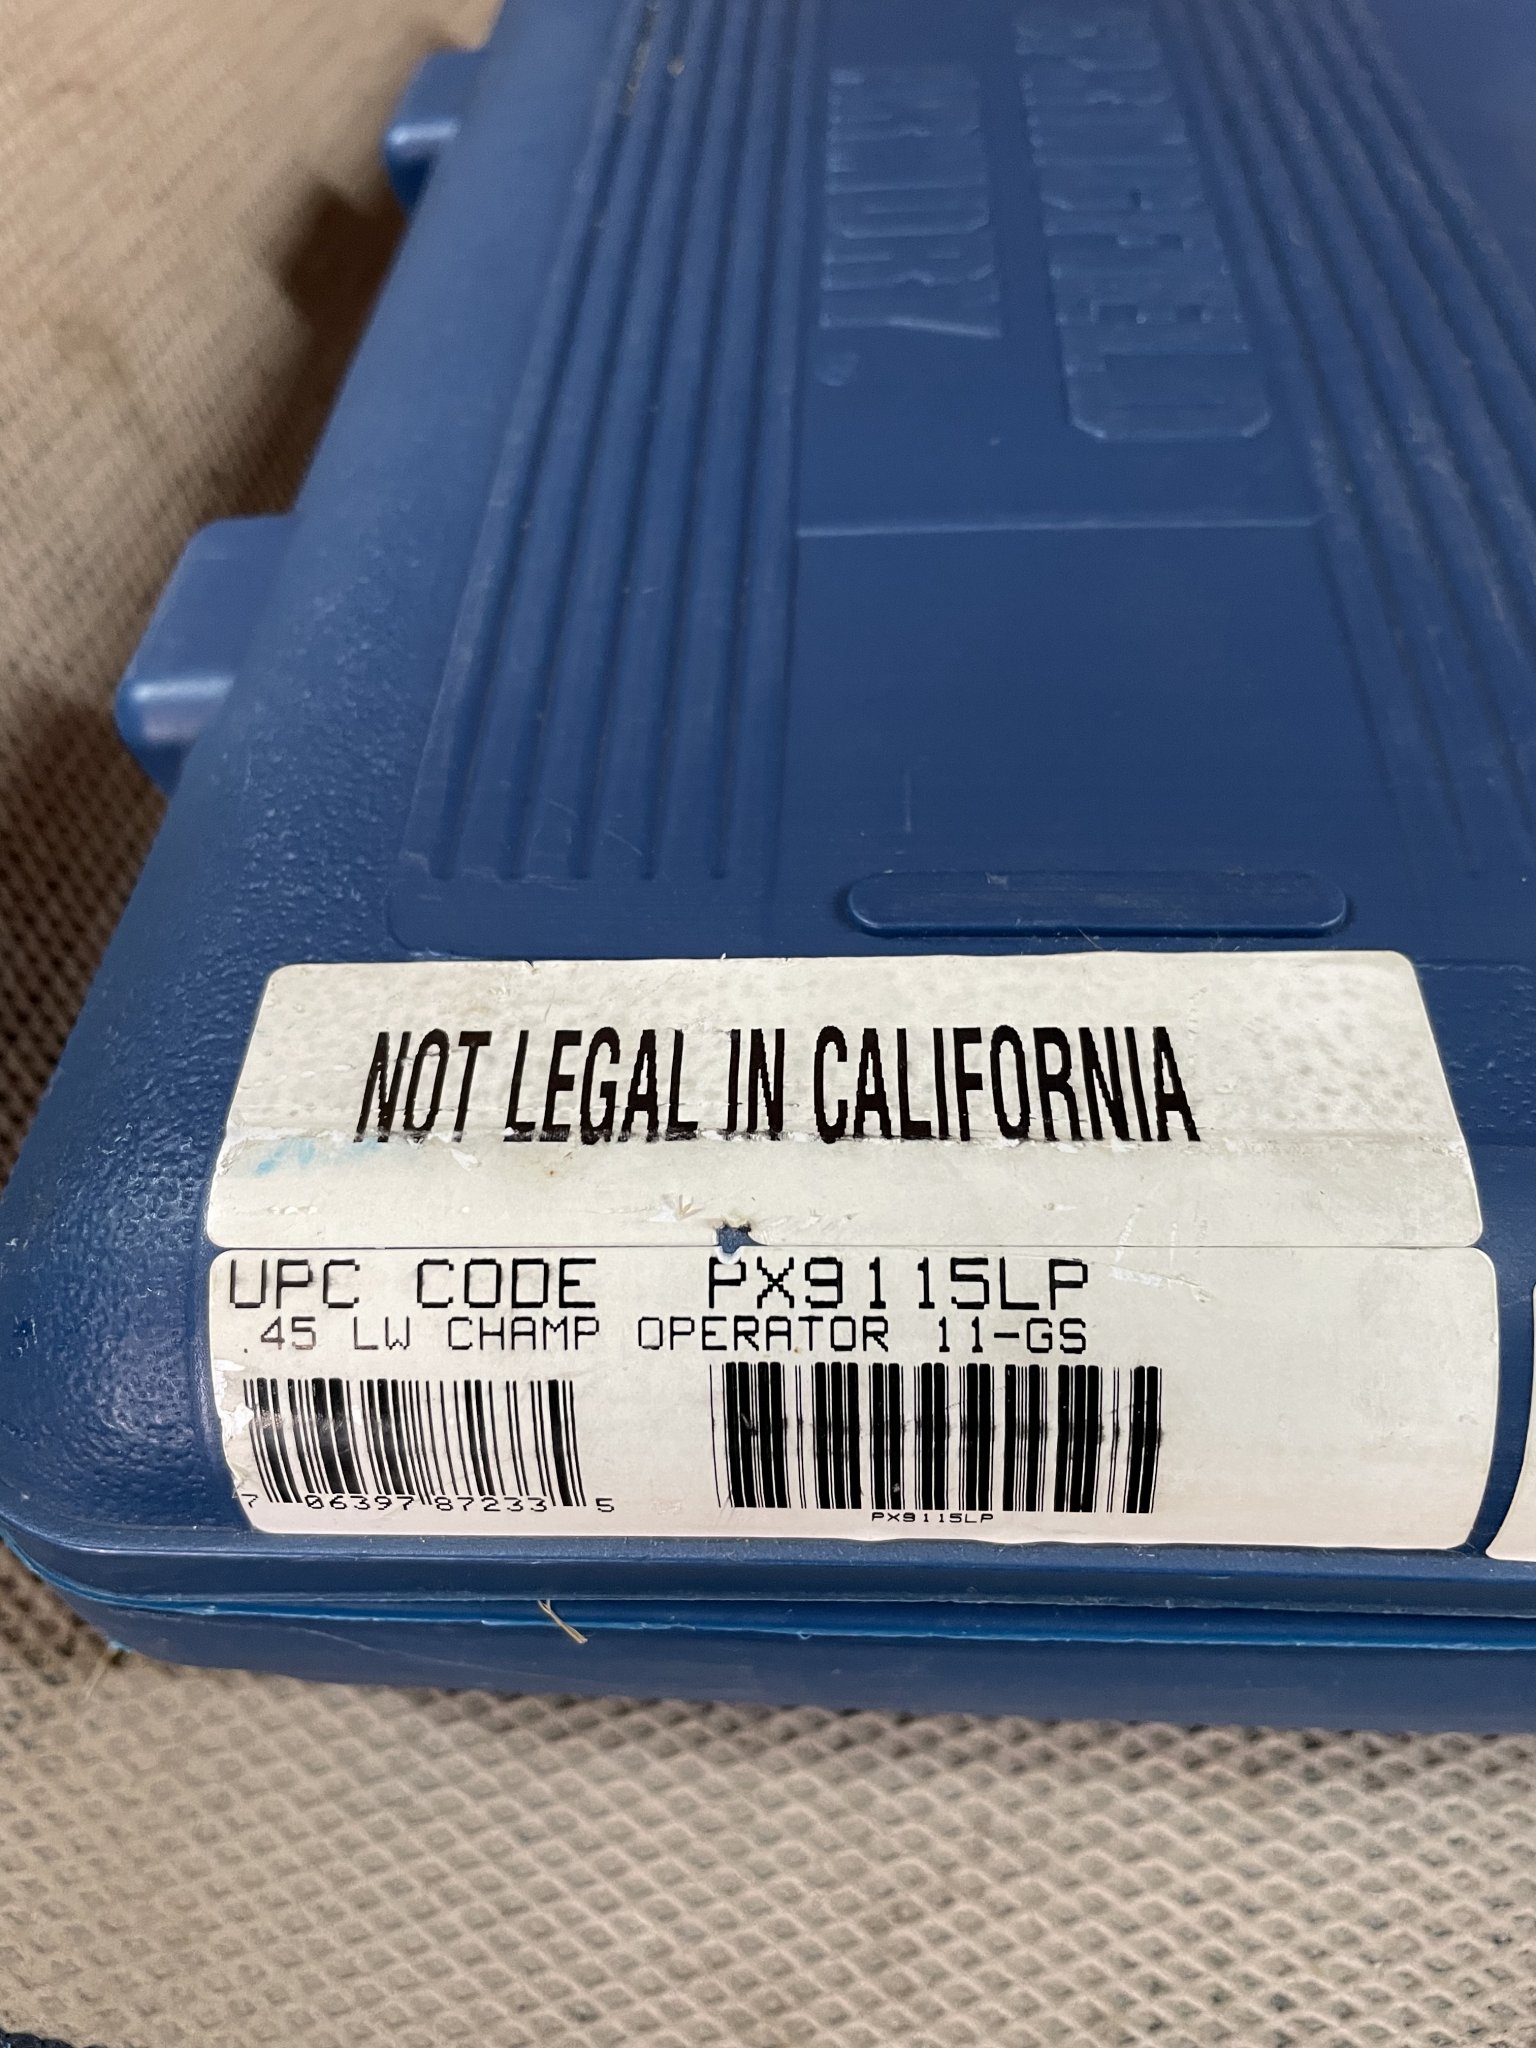 NOT LEGAL IN CALIFORNIA
UPC CODE PX9115LP
.45 LW CHAMP OPERATOR 11-GS
7 06397 87233 5
PX9115LP